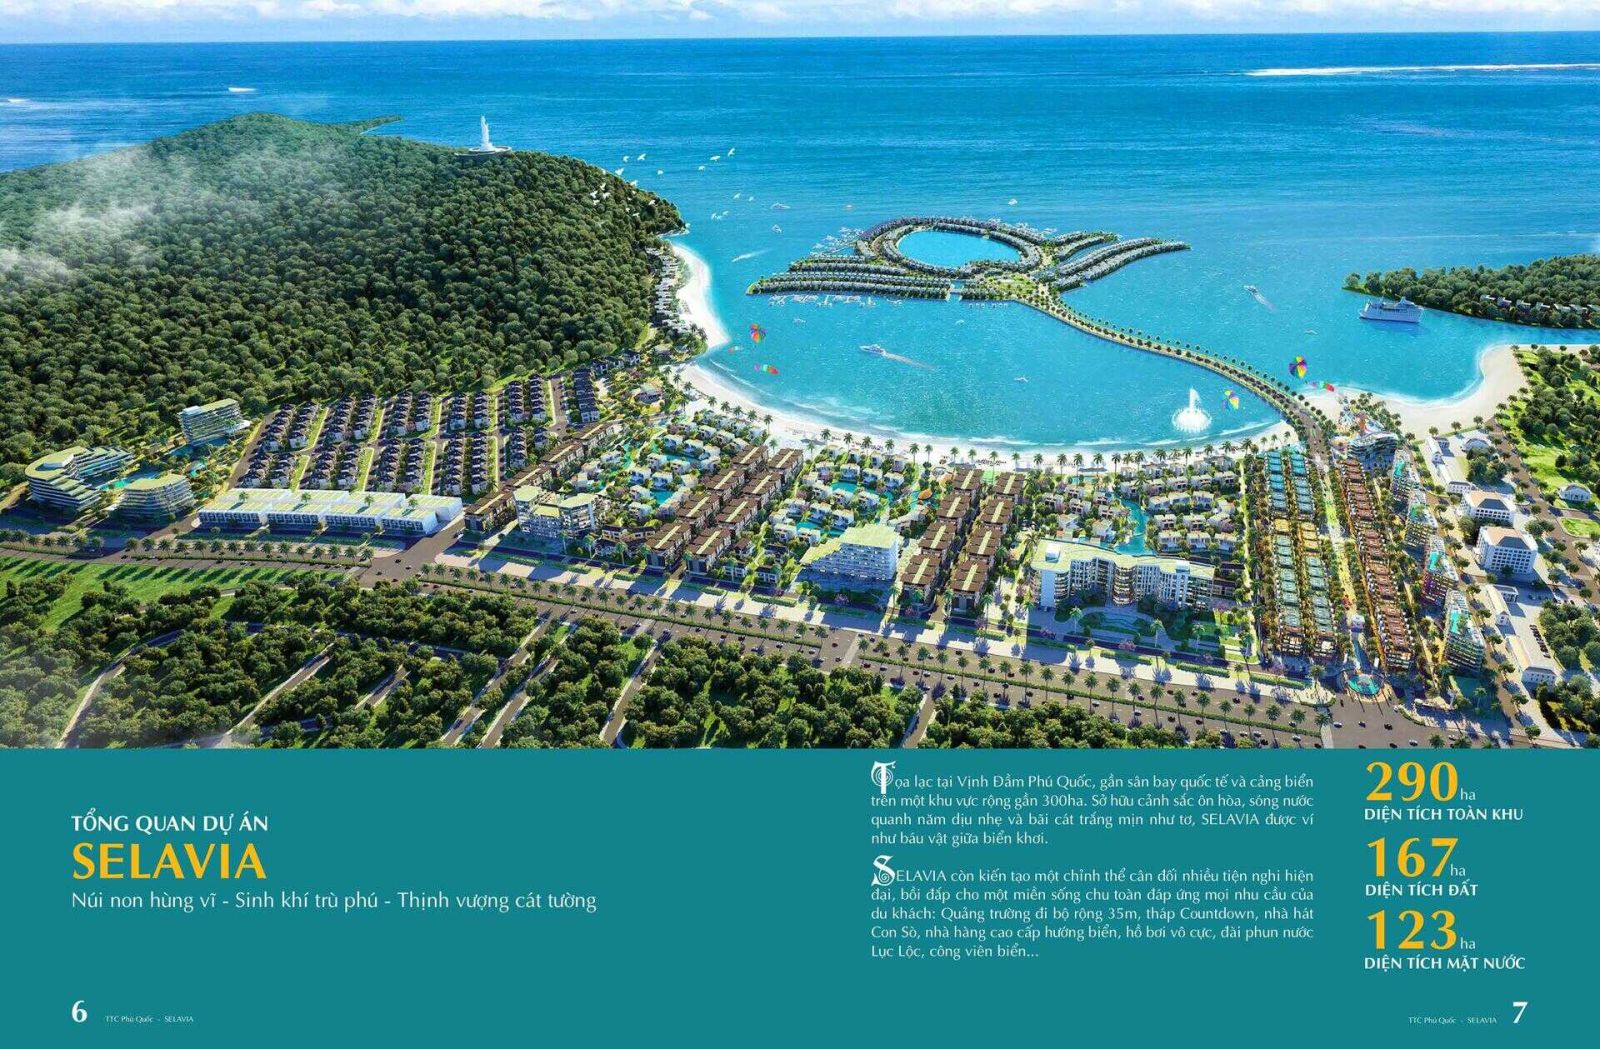 TỔNG QUAN DỰ ÁN
SELAVIA
Núi non hùng vĩ - Sinh khí trù phú - Thịnh vượng cát tường
Tọa lạc tại Vịnh Đầm Phú Quốc, gần sân bay quốc tế và cảng biển
trên một khu vực rộng gần 300ha. Sở hữu cảnh sắc ôn hòa, sóng nước
quanh năm dịu nhẹ và bãi cát trắng mịn như tơ, SELAVIA được ví
như báu vật giữa biển khơi.
SELAVIA còn kiến tạo một chỉnh thể cân đối nhiều tiện nghi hiện
đại, bồi đắp cho một miền sống chu toàn đáp ứng mọi nhu cầu của
du khách: Quảng trường đi bộ rộng 35m, tháp Countdown, nhà hát
Con Sò, nhà hàng cao cấp hướng biển, hồ bơi vô cực, đài phun nước
Lục Lộc, công viên biển...
290 ha
DIỆN TÍCH TOÀN KHU
167 ha
DIỆN TÍCH ĐẤT
123 ha
DIỆN TÍCH MẶT NƯỚC
6 TTC Phú Quốc - SELAVIA
TTC Phú Quốc - SELAVIA 7